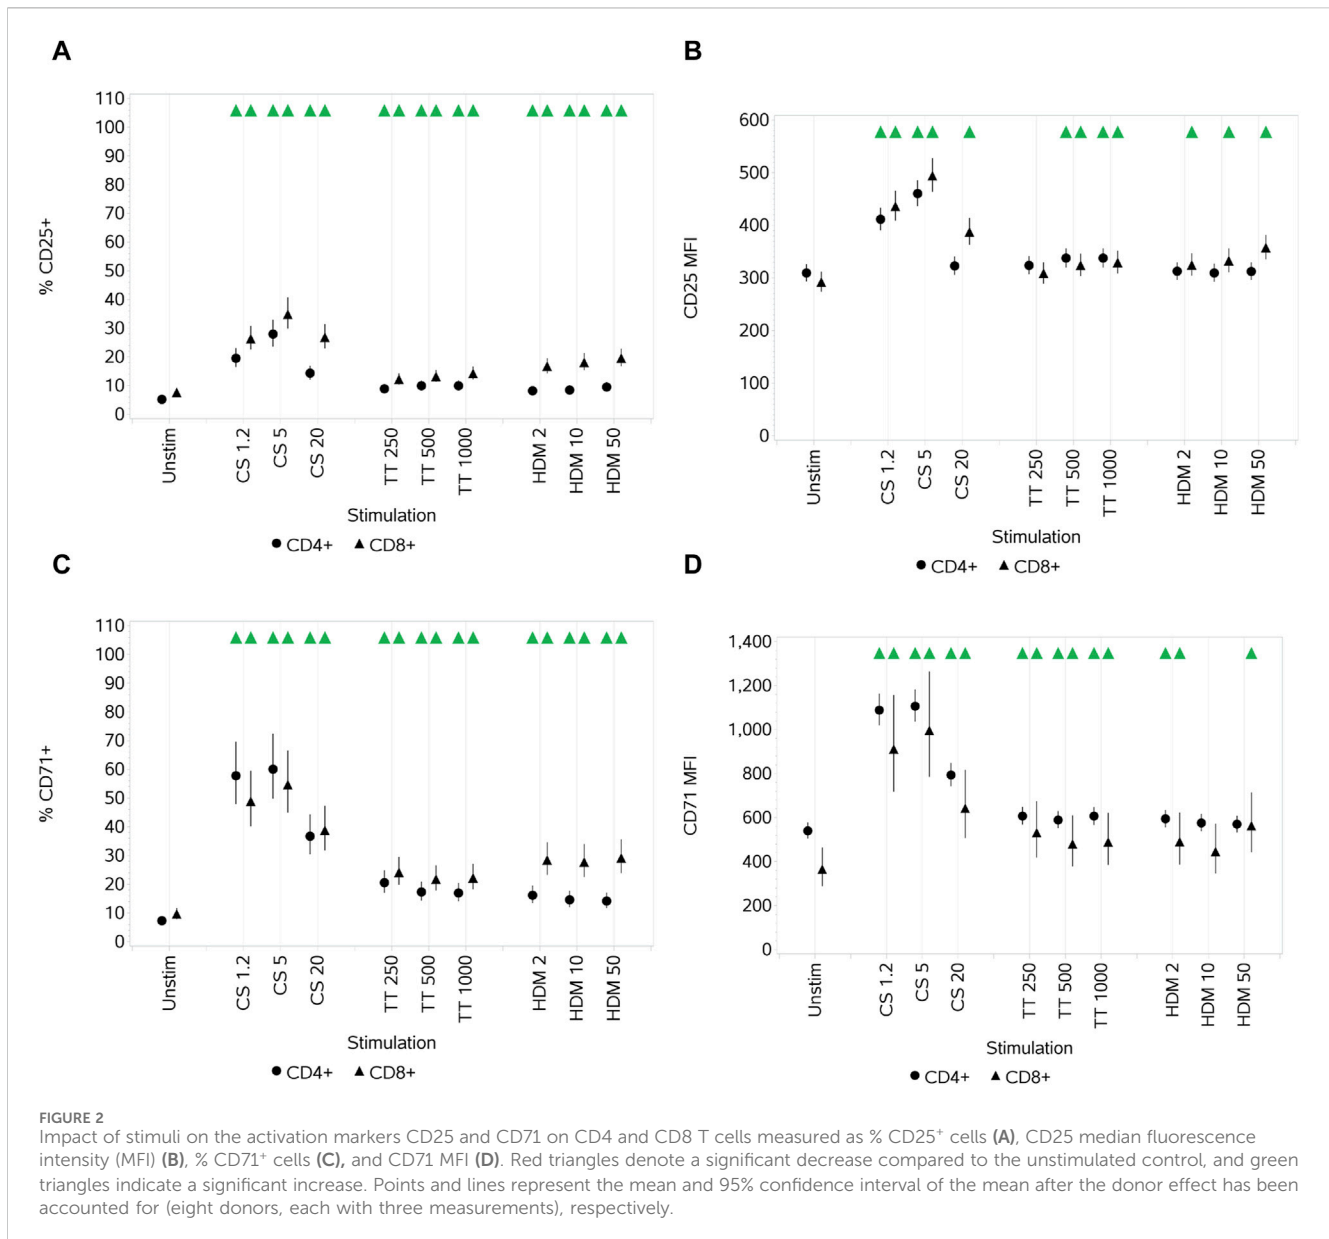 A
110
100
90
80
70
60
50
40
30
20
10
0
% CD25+
Unstim
CS 1.2
CS 5
CS 20
TT 250
TT 500
TT 1000
HDM 2
HDM 10
HDM 50
Stimulation
CD4+ CD8+
B
600
500
400
300
200
100
0
CD25 MFI
Unstim
CS 1.2
CS 5
CS 20
TT 250
TT 500
TT 1000
HDM 2
HDM 10
HDM 50
Stimulation
CD4+ CD8+
C
110
100
90
80
70
60
50
40
30
20
10
0
% CD71+
Unstim
CS 1.2
CS 5
CS 20
TT 250
TT 500
TT 1000
HDM 2
HDM 10
HDM 50
Stimulation
CD4+ CD8+
D
1,400
1,200
1,000
800
600
400
200
0
CD71 MFI
Unstim
CS 1.2
CS 5
CS 20
TT 250
TT 500
TT 1000
HDM 2
HDM 10
HDM 50
Stimulation
CD4+ CD8+
FIGURE 2
Impact of stimuli on the activation markers CD25 and CD71 on CD4 and CD8 T cells measured as % CD25⁺ cells (A), CD25 median fluorescence
intensity (MFI) (B), % CD71⁺ cells (C), and CD71 MFI (D). Red triangles denote a significant decrease compared to the unstimulated control, and green
triangles indicate a significant increase. Points and lines represent the mean and 95% confidence interval of the mean after the donor effect has been
accounted for (eight donors, each with three measurements), respectively.